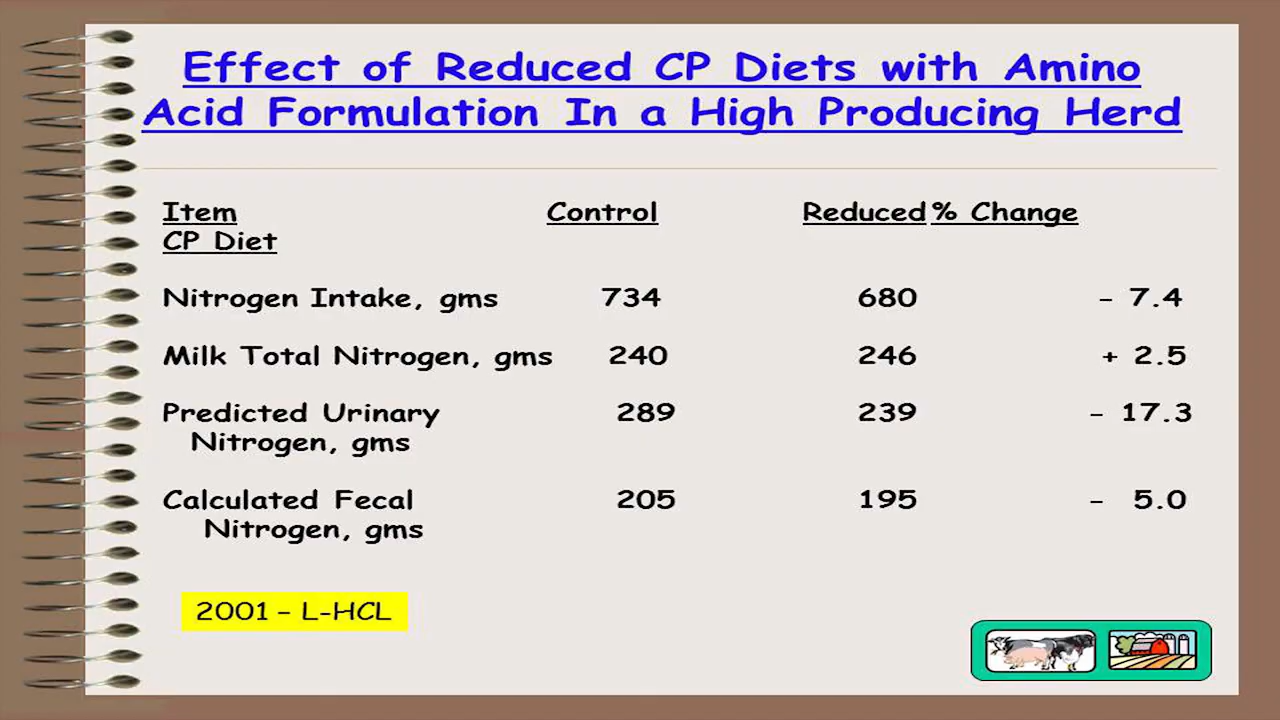 Effect of Reduced CP Diets with Amino
Acid Formulation In a High Producing Herd
Item Control Reduced % Change
CP Diet
Nitrogen Intake, gms 734 680 - 7.4
Milk Total Nitrogen, gms 240 246 + 2.5
Predicted Urinary 289 239 - 17.3
Nitrogen, gms
Calculated Fecal 205 195 - 5.0
Nitrogen, gms
2001 – L-HCL